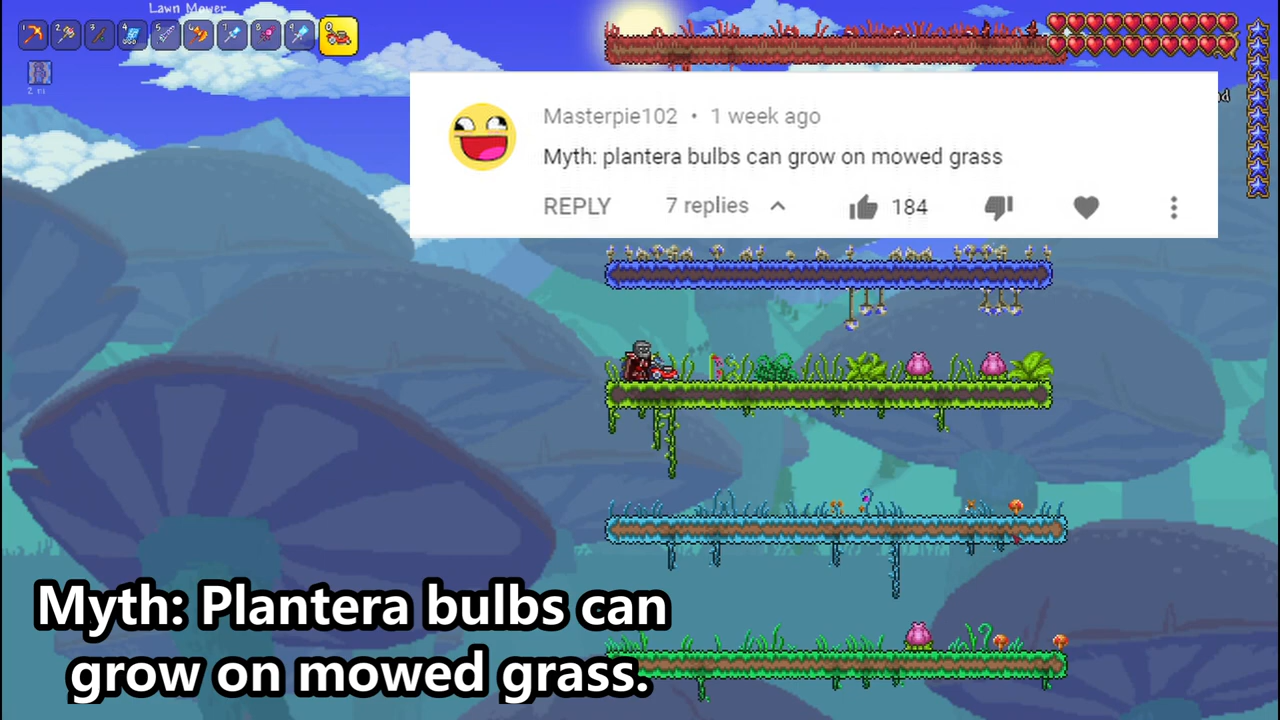 Lawn Mower
Masterpie102 • 1 week ago
Myth: plantera bulbs can grow on mowed grass
REPLY 7 replies 184
2 m
Myth: Plantera bulbs can
grow on mowed grass.